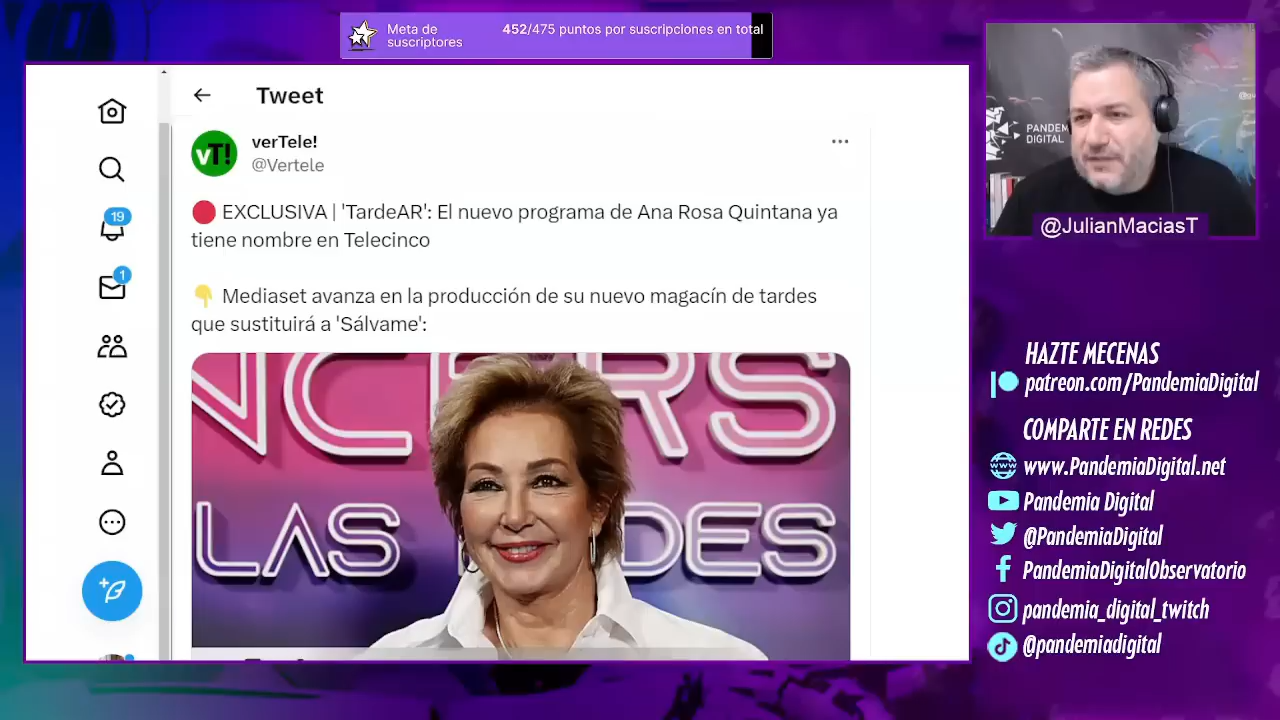 Meta de
suscriptores
452/475 puntos por suscripciones en total
Tweet
vT!
verTele!
@Vertele
EXCLUSIVA | 'TardeAR': El nuevo programa de Ana Rosa Quintana ya
tiene nombre en Telecinco
Mediaset avanza en la producción de su nuevo magacín de tardes
que sustituirá a 'Sálvame':
19
1
LAS
DES
PANDEM
DIGITAL
@JulianMaciasT
HAZTE MECENAS
patreon.com/PandemiaDigital
COMPARTE EN REDES
www
www.PandemiaDigital.net
Pandemia Digital
@PandemiaDigital
PandemiaDigitalObservatorio
pandemia_digital_twitch
@pandemiadigital